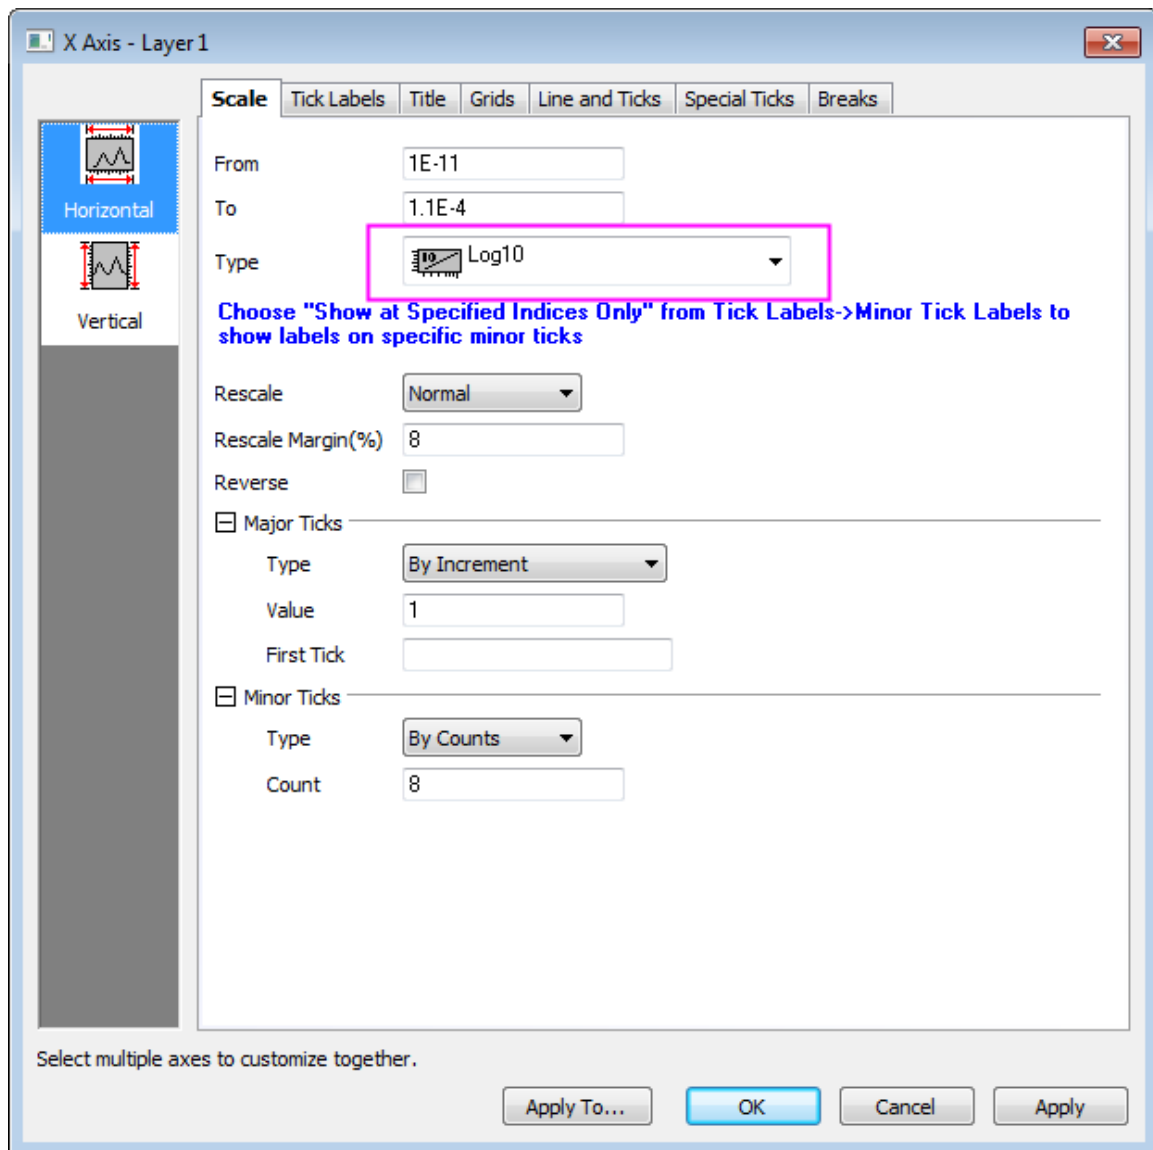 X Axis - Layer 1
Scale Tick Labels Title Grids Line and Ticks Special Ticks Breaks
Horizontal
Vertical
From 1E-11
To 1.1E-4
Type Log10
Choose "Show at Specified Indices Only" from Tick Labels->Minor Tick Labels to
show labels on specific minor ticks
Rescale Normal
Rescale Margin(%) 8
Reverse
Major Ticks
Type By Increment
Value 1
First Tick
Minor Ticks
Type By Counts
Count 8
Select multiple axes to customize together.
Apply To... OK Cancel Apply